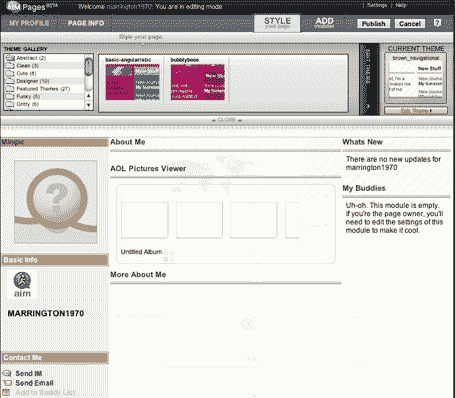 AIM Pages BETA
Welcome marrington1970: You are in editing mode
Settings | Help
MY PROFILE
PAGE INFO
STYLE
your page
ADD
modules
Publish
Cancel
?
Style your page.
THEME GALLERY
Abstract (2)
Clean (3)
Cute (8)
Designer (10)
Featured Themes (27)
Funky (5)
Gritty (6)
basic-angularistic
bubblyboos
CURRENT THEME
brown_navigational
New Stuff
Edit Theme
CLOSE
Mimypic
?
Basic Info
aim
MARRINGTON1970
Contact Me
Send IM
Send Email
Add to Buddy List
About Me
AOL Pictures Viewer
Untitled Album
More About Me
Whats New
There are no new updates for
marrington1970
My Buddies
Uh-oh. This module is empty.
If you're the page owner, you'll
need to edit the settings of this
module to make it cool.